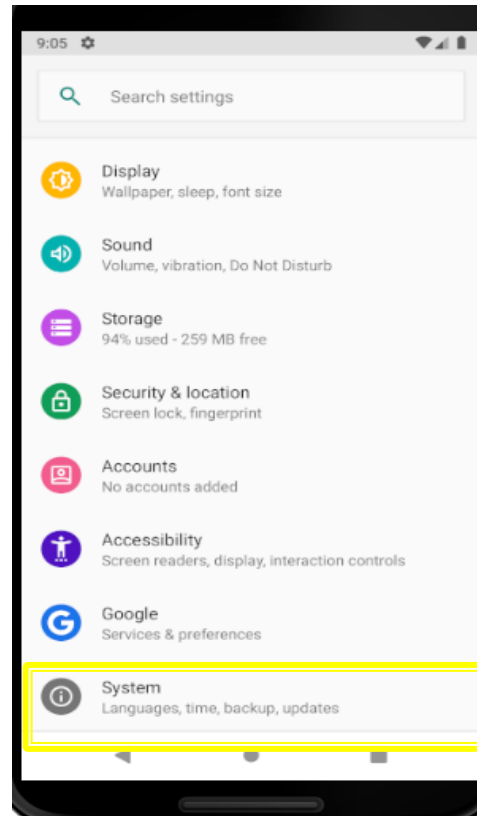 9:05
Search settings
Display
Wallpaper, sleep, font size
Sound
Volume, vibration, Do Not Disturb
Storage
94% used - 259 MB free
Security & location
Screen lock, fingerprint
Accounts
No accounts added
Accessibility
Screen readers, display, interaction controls
Google
Services & preferences
System
Languages, time, backup, updates